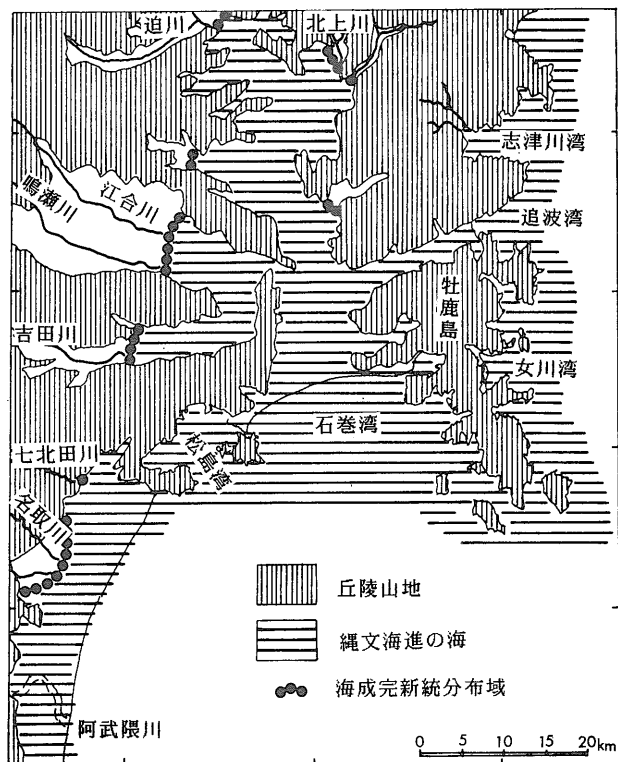 迫川
北上川
志津川湾
江合川
鳴瀬川
追波湾
牡鹿島
吉田川
女川湾
石巻湾
松島湾
七北田川
名取川
丘陵山地
縄文海進の海
海成完新統分布域
阿武隈川
0 5 10 15 20km